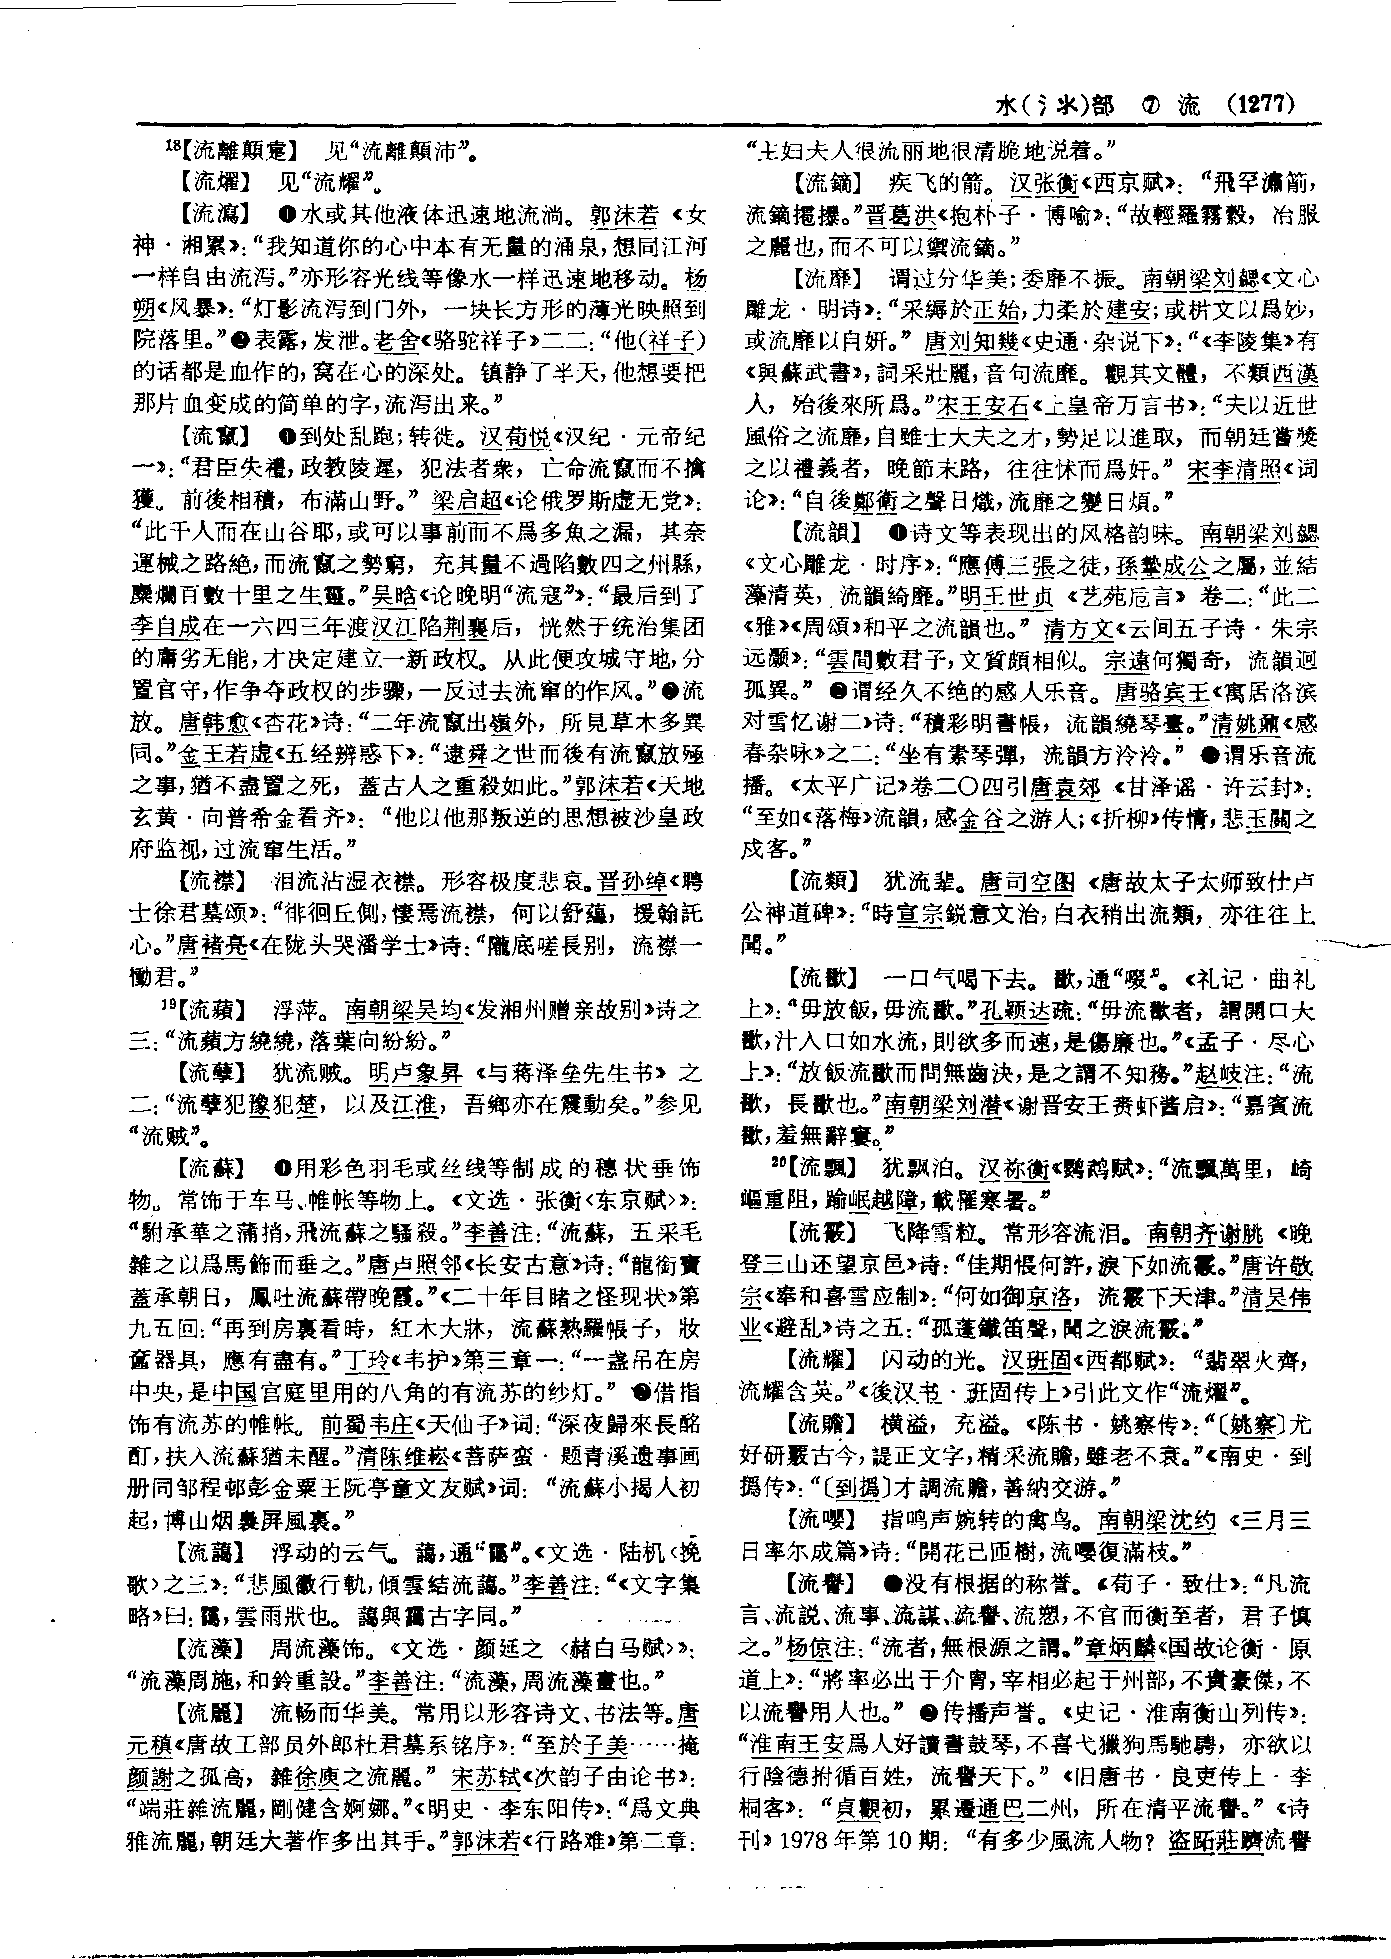 水(氵氺)部 ⑦ 流 (1277)
18【流離顛疐】 见“流離顛沛”。
【流燿】 见“流耀”。
【流瀉】 ❶水或其他液体迅速地流淌。郭沫若《女
神·湘累》：“我知道你的心中本有无量的涌泉，想同江河
一样自由流泻。”亦形容光线等像水一样迅速地移动。杨
朔《风暴》：“灯影流泻到门外，一块长方形的薄光映照到
院落里。”❷表露，发泄。老舍《骆驼祥子》二二：“他（祥子）
的话都是血作的，窝在心的深处。镇静了半天，他想要把
那片血变成的简单的字，流泻出来。”
【流竄】 ❶到处乱跑；转徙。汉荀悦《汉纪·元帝纪
一》：“君臣失禮，政教陵遲，犯法者衆，亡命流竄而不擒
獲。前後相積，布滿山野。”梁启超《论俄罗斯虚无党》：
“此千人而在山谷耶，或可以事前而不爲多魚之漏，其奈
運械之路絶，而流竄之勢窮，充其量不過陷數四之州縣，
糜爛百數十里之生靈。”吴晗《论晚明“流寇”》：“最后到了
李自成在一六四三年渡汉江陷荆襄后，恍然于统治集团
的庸劣无能，才决定建立一新政权。从此便攻城守地，分
置官守，作争夺政权的步骤，一反过去流窜的作风。”❷流
放。唐韩愈《杏花》诗：“二年流竄出嶺外，所見草木多異
同。”金王若虚《五经辨惑下》：“逮舜之世而後有流竄放殛
之事，猶不盡置之死，蓋古人之重殺如此。”郭沫若《天地
玄黄·向普希金看齐》：“他以他那叛逆的思想被沙皇政
府监视，过流窜生活。”
【流襟】 泪流沾湿衣襟。形容极度悲哀。晋孙绰《聘
士徐君墓颂》：“徘徊丘側，悽焉流襟，何以舒蕴，援翰託
心。”唐褚亮《在陇头哭潘学士》诗：“隴底嗟長别，流襟一
慟君。”
19【流蘋】 浮萍。南朝梁吴均《发湘州赠亲故别》诗之
三：“流蘋方繞繞，落葉向紛紛。”
【流孽】 犹流贼。明卢象昇《与蒋泽垒先生书》之
二：“流孽犯豫犯楚，以及江淮，吾鄉亦在震動矣。”参见
“流贼”。
【流蘇】 ❶用彩色羽毛或丝线等制成的穗状垂饰
物。常饰于车马、帷帐等物上。《文选·张衡〈东京赋〉》：
“駙承華之蒲捎，飛流蘇之騷殺。”李善注：“流蘇，五采毛
雜之以爲馬飾而垂之。”唐卢照邻《长安古意》诗：“龍銜寶
蓋承朝日，鳳吐流蘇帶晚霞。”《二十年目睹之怪现状》第
九五回：“再到房裏看時，紅木大牀，流蘇熟羅帳子，妝
奩器具，應有盡有。”丁玲《韦护》第三章一：“一盏吊在房
中央，是中国宫庭里用的八角的有流苏的纱灯。”❷借指
饰有流苏的帷帐。前蜀韦庄《天仙子》词：“深夜歸來長酩
酊，扶入流蘇猶未醒。”清陈维崧《菩萨蛮·题青溪遗事画
册同邹程邨彭金粟王阮亭董文友赋》词：“流蘇小揭人初
起，博山烟裊屏風裏。”
【流藹】 浮动的云气。藹，通“靄”。《文选·陆机〈挽
歌〉之三》：“悲風徽行軌，傾雲結流藹。”李善注：“《文字集
略》曰：靄，雲雨狀也。藹與靄古字同。”
【流藻】 周流藻饰。《文选·颜延之〈赭白马赋〉》：
“流藻周施，和鈴重設。”李善注：“流藻，周流藻畫也。”
【流麗】 流畅而华美。常用以形容诗文、书法等。唐
元稹《唐故工部员外郎杜君墓系铭序》：“至於子美……掩
颜謝之孤高，雜徐庾之流麗。”宋苏轼《次韵子由论书》：
“端莊雜流麗，剛健含婀娜。”《明史·李东阳传》：“爲文典
雅流麗，朝廷大著作多出其手。”郭沫若《行路难》第二章：
“主妇夫人很流丽地很清脆地说着。”
【流鏑】 疾飞的箭。汉张衡《西京赋》：“飛罕潚箾，
流鏑㩧㩧。”晋葛洪《抱朴子·博喻》：“故輕羅霧縠，冶服
之麗也，而不可以禦流鏑。”
【流靡】 谓过分华美；委靡不振。南朝梁刘勰《文心
雕龙·明诗》：“采縟於正始，力柔於建安；或析文以爲妙，
或流靡以自妍。”唐刘知幾《史通·杂说下》：“《李陵集》有
《與蘇武書》，詞采壯麗，音句流靡。觀其文體，不類西漢
人，殆後來所爲。”宋王安石《上皇帝万言书》：“夫以近世
風俗之流靡，自雖士大夫之才，勢足以進取，而朝廷嘗奬
之以禮義者，晚節末路，往往怵而爲奸。”宋李清照《词
论》：“自後鄭衛之聲日熾，流靡之變日煩。”
【流韻】 ❶诗文等表现出的风格韵味。南朝梁刘勰
《文心雕龙·时序》：“應傅三張之徒，孫摯成公之屬，並結
藻清英，流韻綺靡。”明王世贞《艺苑卮言》卷二：“此二
《雅》《周頌》和平之流韻也。”清方文《云间五子诗·朱宗
远灏》：“雲間數君子，文質頗相似。宗遠何獨奇，流韻迥
孤異。”❷谓经久不绝的感人乐音。唐骆宾王《寓居洛滨
对雪忆谢二》诗：“積彩明書帳，流韻繞琴臺。”清姚鼐《感
春杂咏》之二：“坐有素琴彈，流韻方泠泠。”❸谓乐音流
播。《太平广记》卷二〇四引唐袁郊《甘泽谣·许云封》：
“至如《落梅》流韻，感金谷之游人；《折柳》传情，悲玉關之
戍客。”
【流類】 犹流辈。唐司空图《唐故太子太师致仕卢
公神道碑》：“時宣宗鋭意文治，白衣稍出流類，亦往往上
聞。”
【流歠】 一口气喝下去。歠，通“啜”。《礼记·曲礼
上》：“毋放飯，毋流歠。”孔颖达疏：“毋流歠者，謂開口大
歠，汁入口如水流，則欲多而速，是傷廉也。”《孟子·尽心
上》：“放飯流歠而問無齒決，是之謂不知務。”赵岐注：“流
歠，長歠也。”南朝梁刘潜《谢晋安王赉虾酱启》：“嘉賓流
歠，羞無辭窶。”
20【流飄】 犹飘泊。汉祢衡《鹦鹉赋》：“流飄萬里，崎
嶇重阻，踰岷越障，載罹寒暑。”
【流霰】 飞降雪粒。常形容流泪。南朝齐谢朓《晚
登三山还望京邑》诗：“佳期悵何許，淚下如流霰。”唐许敬
宗《奉和喜雪应制》：“何如御京洛，流霰下天津。”清吴伟
业《避乱》诗之五：“孤蓬鐵笛聲，聞之淚流霰。”
【流耀】 闪动的光。汉班固《西都赋》：“翡翠火齊，
流耀含英。”《後汉书·班固传上》引此文作“流燿”。
【流贍】 横溢，充溢。《陈书·姚察传》：“〔姚察〕尤
好研覈古今，諟正文字，精采流贍，雖老不衰。”《南史·到
撝传》：“〔到撝〕才調流贍，善納交游。”
【流嚶】 指鸣声婉转的禽鸟。南朝梁沈约《三月三
日率尔成篇》诗：“開花已匝樹，流嚶復滿枝。”
【流譽】 ❶没有根据的称誉。《荀子·致仕》：“凡流
言、流説、流事、流謀、流譽、流愬，不官而衡至者，君子慎
之。”杨倞注：“流者，無根源之謂。”章炳麟《国故论衡·原
道上》：“將率必出于介胄，宰相必起于州部，不貴豪傑，不
以流譽用人也。”❷传播声誉。《史记·淮南衡山列传》：
“淮南王安爲人好讀書鼓琴，不喜弋獵狗馬馳騁，亦欲以
行陰德拊循百姓，流譽天下。”《旧唐书·良吏传上·李
桐客》：“貞觀初，累遷通巴二州，所在清平流譽。”《诗
刊》1978年第10期：“有多少風流人物？盗跖莊蹻流譽